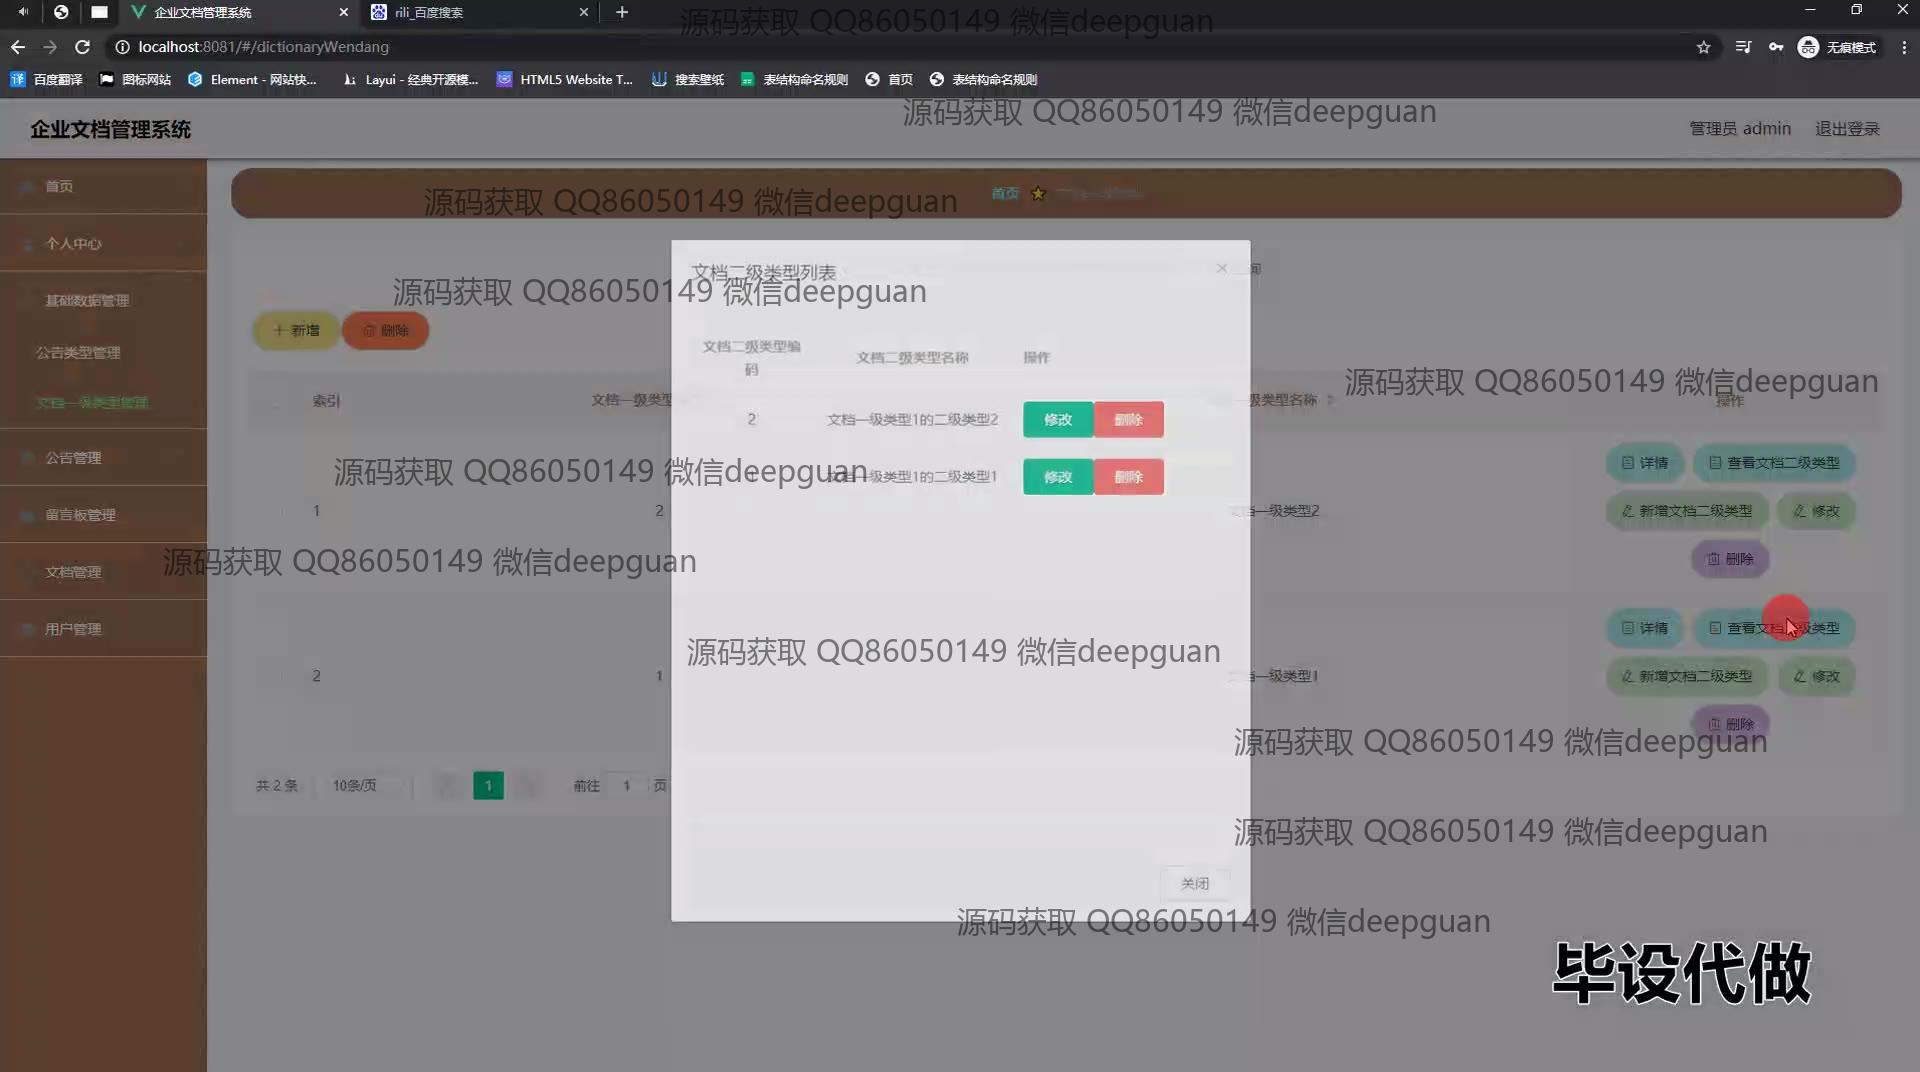 企业文档管理系统
rili_百度搜索
localhost:8081/#/dictionaryWendang
无痕模式
百度翻译
图标网站
Element - 网站快...
Layui - 经典开源模...
HTML5 Website T...
搜索壁纸
表结构命名规则
首页
表结构命名规则
源码获取 QQ86050149 微信deepguan
源码获取 QQ86050149 微信deepguan
企业文档管理系统
管理员 admin
退出登录
首页
个人中心
基础数据管理
公告类型管理
文档一级类型管理
公告管理
留言板管理
文档管理
用户管理
首页
源码获取 QQ86050149 微信deepguan
源码获取 QQ86050149 微信deepguan
新增
删除
索引
文档一级类型
级类型名称
操作
源码获取 QQ86050149 微信deepguan
1
2
文档一级类型2
详情
查看文档二级类型
新增文档二级类型
修改
删除
2
1
文档一级类型1
详情
查看文档二级类型
新增文档二级类型
修改
删除
共 2 条
10条/页
1
前往 1 页
文档二级类型列表
文档二级类型编码
文档二级类型名称
操作
2
文档一级类型1的二级类型2
修改
删除
文档一级类型1的二级类型1
修改
删除
关闭
源码获取 QQ86050149 微信deepguan
源码获取 QQ86050149 微信deepguan
源码获取 QQ86050149 微信deepguan
源码获取 QQ86050149 微信deepguan
源码获取 QQ86050149 微信deepguan
源码获取 QQ86050149 微信deepguan
毕设代做